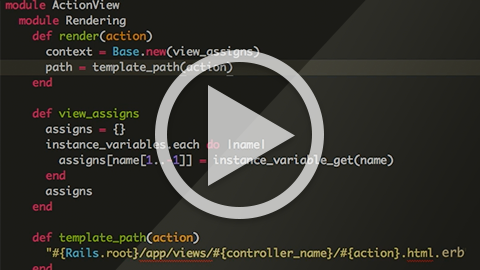 module ActionView
module Rendering
def render(action)
context = Base.new(view_assigns)
path = template_path(action)
end
def view_assigns
assigns = {}
instance_variables.each do |name|
assigns[name[1..-1]] = instance_variable_get(name)
end
assigns
end
def template_path(action)
"#{Rails.root}/app/views/#{controller_name}/#{action}.html.erb
end